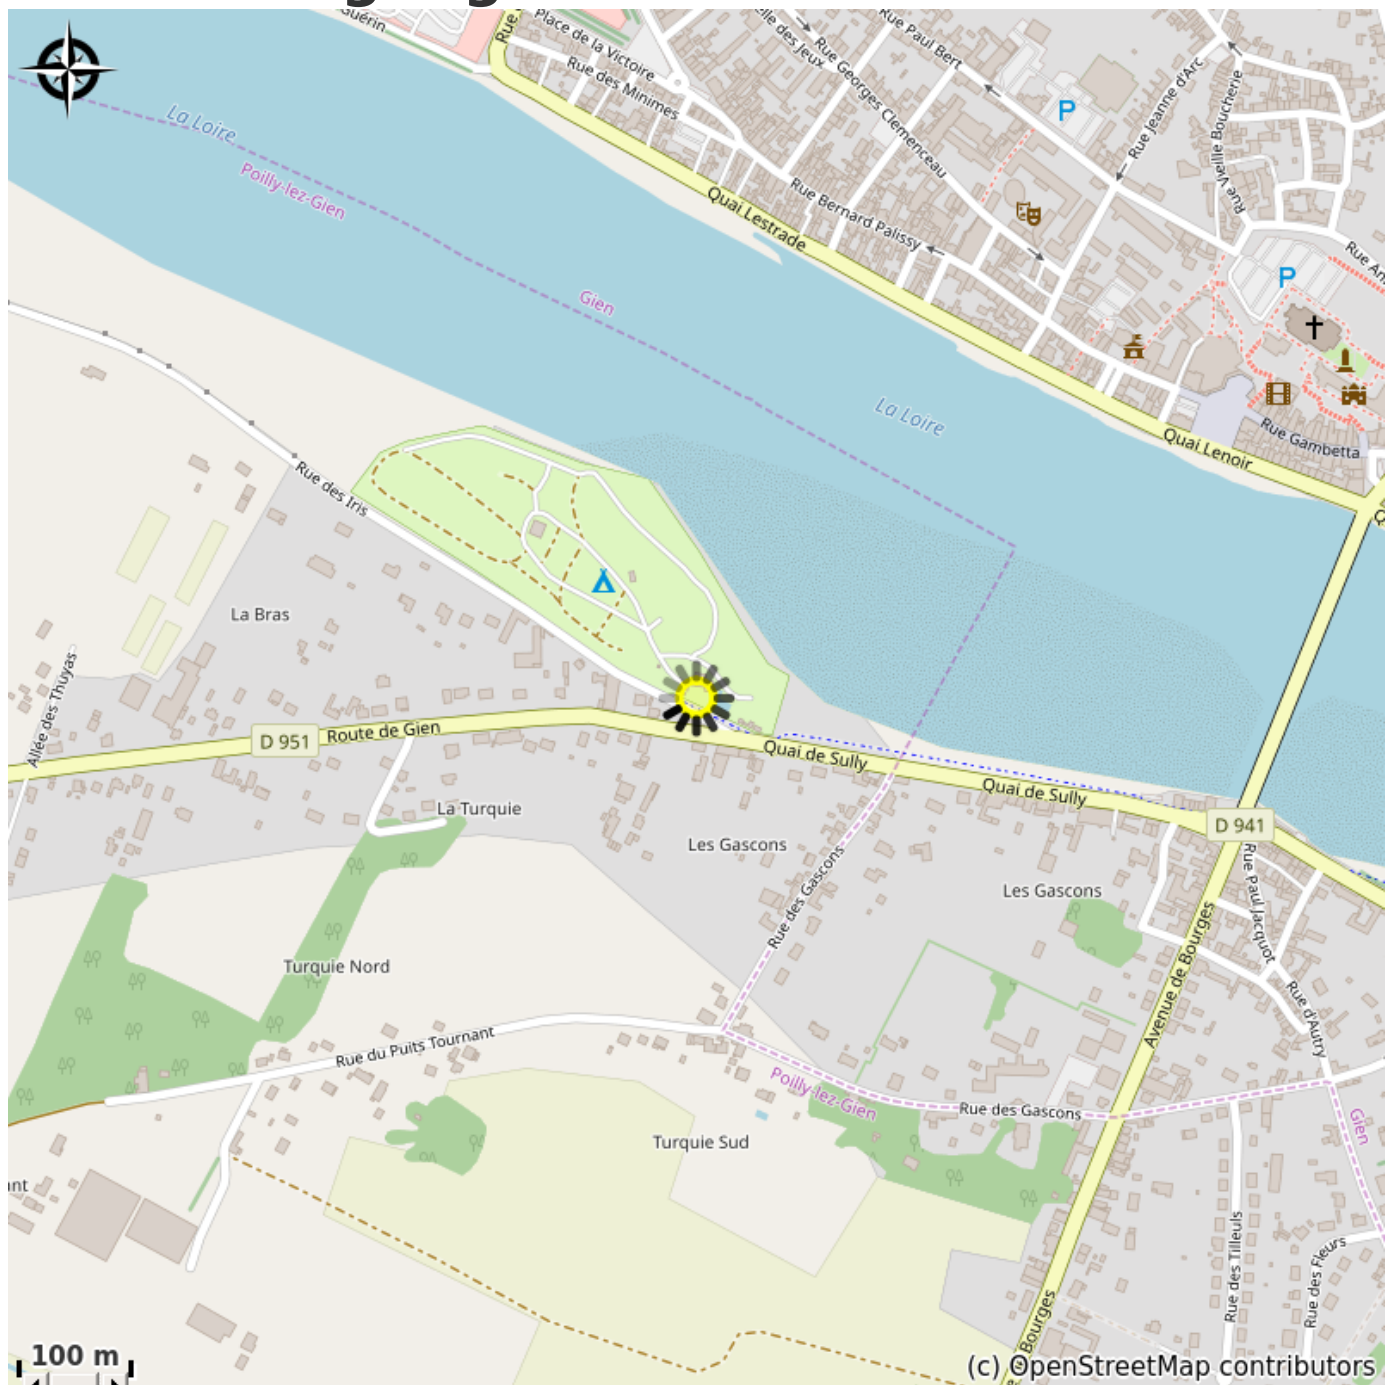 Guérin
Rue
Place de la Victoire
Rue des Minimes
elle des Jeux
Rue Georges Clemenceau
Rue Paul Bert
P
Rue Jeanne d'Arc
Rue Vieille Boucherie
La Loire
Poilly-lez-Gien
Quai Lestrade
Rue Bernard Palissy
Rue An
P
Gien
La Loire
Quai Lenoir
Rue Gambetta
Q
Rue des Iris
La Bras
Allée des Thuyas
D 951
Route de Gien
Quai de Sully
Quai de Sully
La Turquie
D 941
Les Gascons
Les Gascons
Rue des Gascons
Rue Paul Jacquot
Avenue de Bourges
Turquie Nord
Rue d'Autry
Rue du Puits Tournant
Poilly-lez-Gien
Rue des Gascons
Gien
Turquie Sud
ant
Rue des Tilleuls
Rue des Fleurs
Bourges
100 m
(c) OpenStreetMap contributors